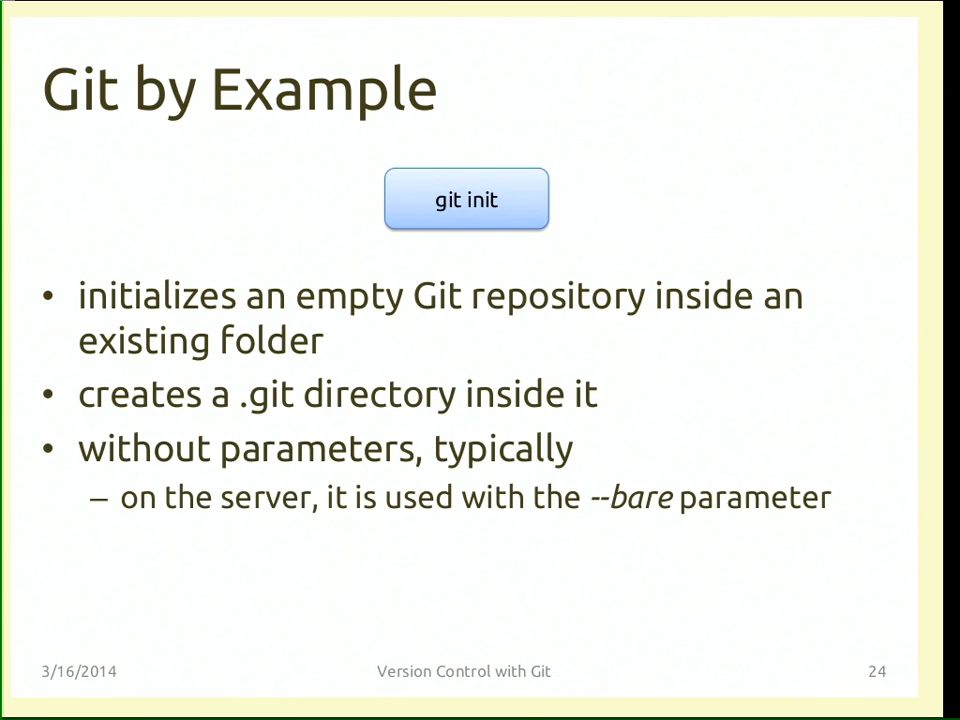 Git by Example
git init
• initializes an empty Git repository inside an
existing folder
• creates a .git directory inside it
• without parameters, typically
– on the server, it is used with the --bare parameter
3/16/2014
Version Control with Git
24